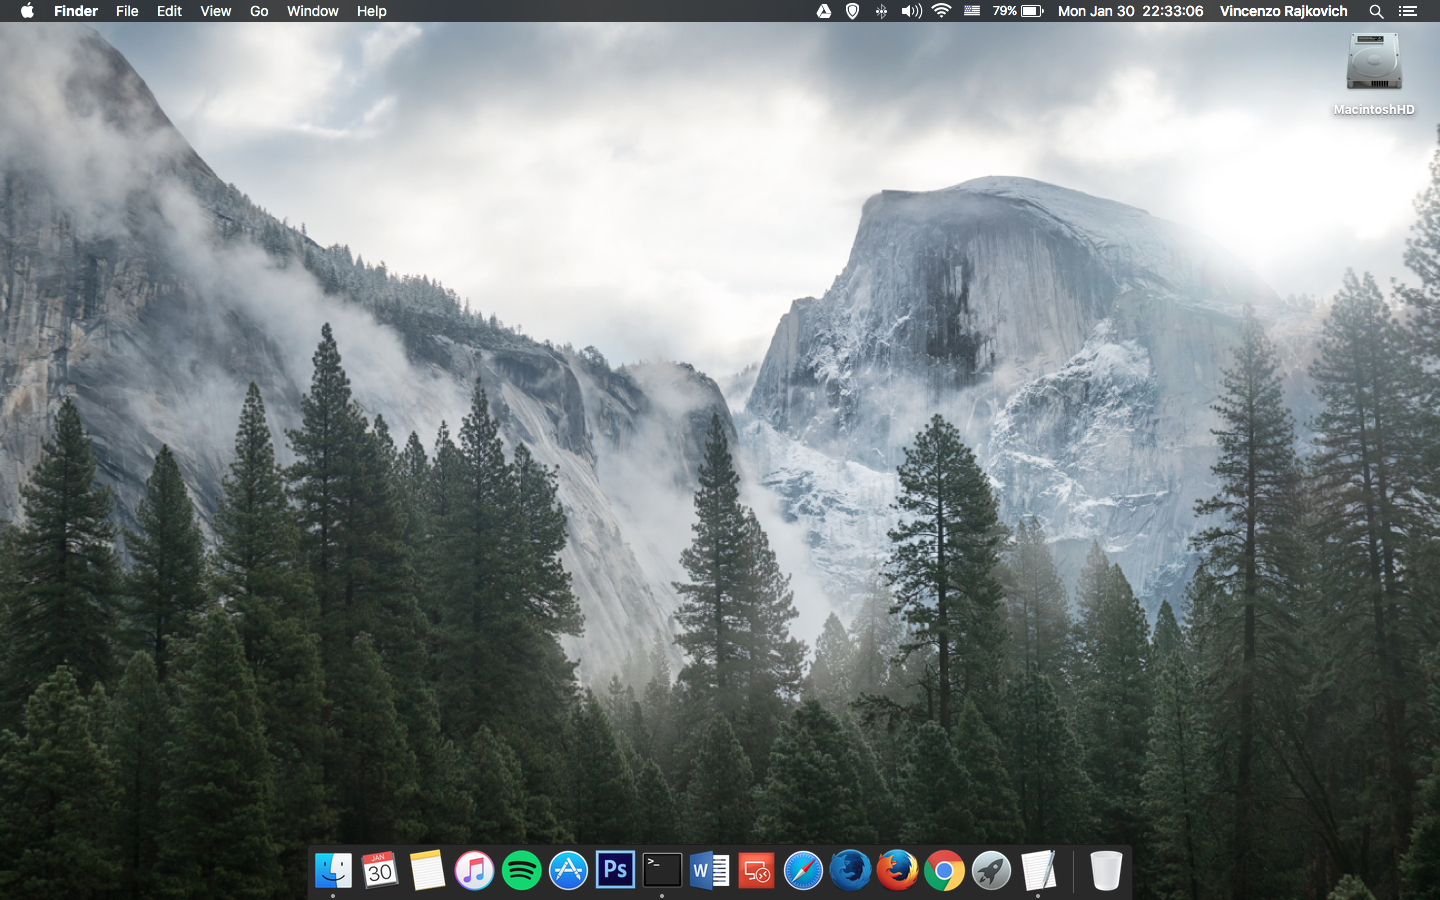 Finder File Edit View Go Window Help 79% Mon Jan 30 22:33:06 Vincenzo Rajkovich
MacintoshHD
JAN
30
Ps
>_
W